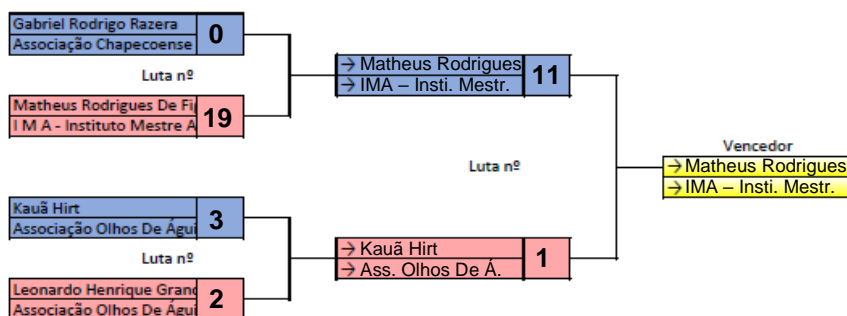 Gabriel Rodrigo Razera
Associação Chapecoense
0
Luta nº
Matheus Rodrigues De Fi
I M A - Instituto Mestre A
19
→ Matheus Rodrigues
→ IMA – Insti. Mestr.
11
Luta nº
Vencedor
→ Matheus Rodrigues
→ IMA – Insti. Mestr.
Kauã Hirt
Associação Olhos De Águi
3
Luta nº
Leonardo Henrique Grand
Associação Olhos De Águi
2
→ Kauã Hirt
→ Ass. Olhos De Á.
1